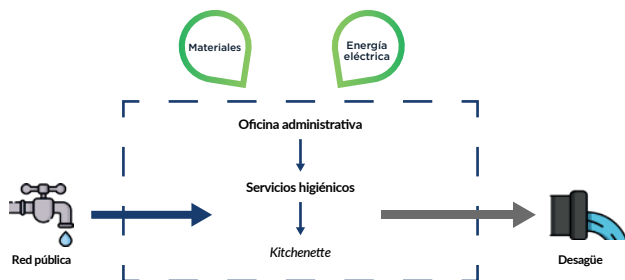 Materiales
Energía
eléctrica
Oficina administrativa
Servicios higiénicos
Kitchenette
Red pública
Desagüe